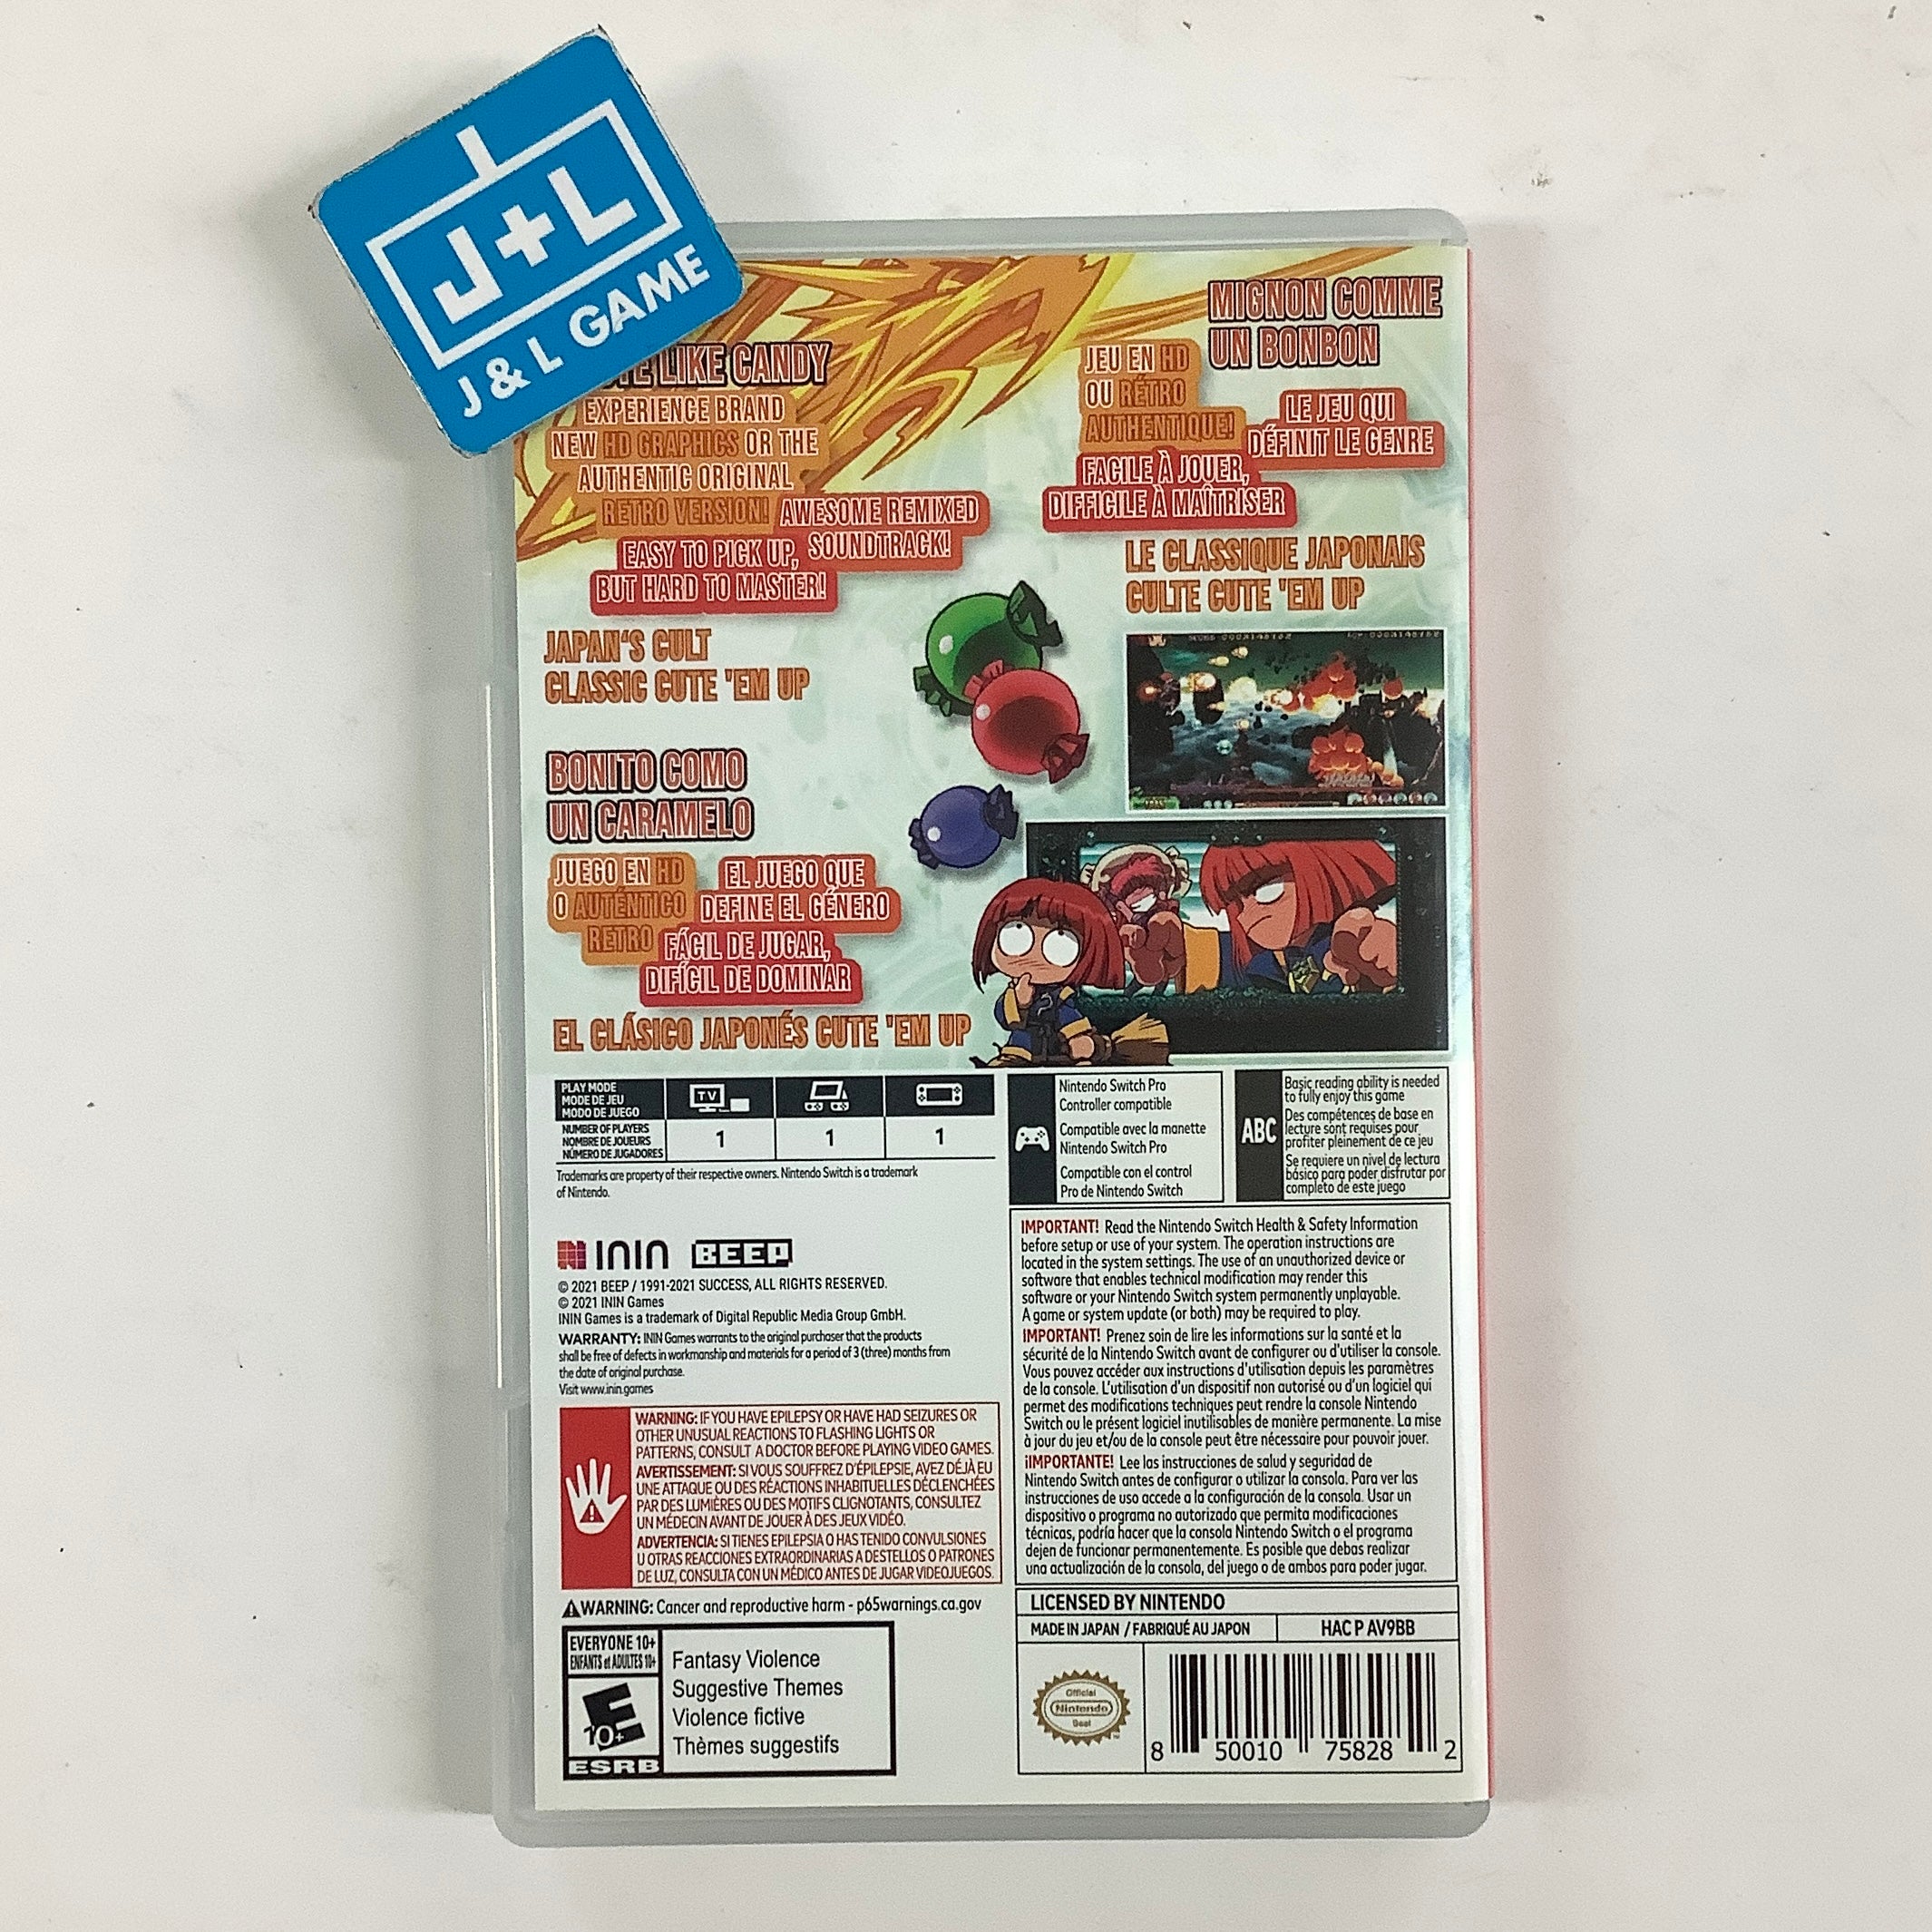 J+L
J & L GAME
LIKE CANDY
EXPERIENCE BRAND
NEW HD GRAPHICS OR THE
AUTHENTIC ORIGINAL
RETRO VERSION!
AWESOME REMIXED
SOUNDTRACK!
EASY TO PICK UP,
BUT HARD TO MASTER!
JAPAN'S CULT
CLASSIC CUTE 'EM UP
MIGNON COMME
UN BONBON
JEU EN HD
OU RÉTRO
AUTHENTIQUE!
LE JEU QUI
DÉFINIT LE GENRE
FACILE À JOUER,
DIFFICILE À MAÎTRISER
LE CLASSIQUE JAPONAIS
CULTE CUTE 'EM UP
BONITO COMO
UN CARAMELO
JUEGO EN HD
O AUTÉNTICO
RETRO
EL JUEGO QUE
DEFINE EL GÉNERO
FÁCIL DE JUGAR,
DIFÍCIL DE DOMINAR
EL CLÁSICO JAPONÉS CUTE 'EM UP
PLAY MODE
MODE DE JEU
MODO DE JUEGO
TV
NUMBER OF PLAYERS
NOMBRE DE JOUEURS
NÚMERO DE JUGADORES
1 1 1
Trademarks are property of their respective owners. Nintendo Switch is a trademark
of Nintendo.
Nintendo Switch Pro
Controller compatible
Compatible avec la manette
Nintendo Switch Pro
Compatible con el control
Pro de Nintendo Switch
ABC
Basic reading ability is needed
to fully enjoy this game
Des compétences de base en
lecture sont requises pour
profiter pleinement de ce jeu
Se requiere un nivel de lectura
básico para poder disfrutar por
completo de este juego
ININ BEEP
© 2021 BEEP / 1991-2021 SUCCESS, ALL RIGHTS RESERVED.
© 2021 ININ Games
ININ Games is a trademark of Digital Republic Media Group GmbH.
WARRANTY: ININ Games warrants to the original purchaser that the products
shall be free of defects in workmanship and materials for a period of 3 (three) months from
the date of original purchase.
Visit www.inin.games
WARNING: IF YOU HAVE EPILEPSY OR HAVE HAD SEIZURES OR
OTHER UNUSUAL REACTIONS TO FLASHING LIGHTS OR
PATTERNS, CONSULT A DOCTOR BEFORE PLAYING VIDEO GAMES.
AVERTISSEMENT: SI VOUS SOUFFREZ D'ÉPILEPSIE, AVEZ DÉJÀ EU
UNE ATTAQUE OU DES RÉACTIONS INHABITUELLES DÉCLENCHÉES
PAR DES LUMIÈRES OU DES MOTIFS CLIGNOTANTS, CONSULTEZ
UN MÉDECIN AVANT DE JOUER À DES JEUX VIDÉO.
ADVERTENCIA: SI TIENES EPILEPSIA O HAS TENIDO CONVULSIONES
U OTRAS REACCIONES EXTRAORDINARIAS A DESTELLOS O PATRONES
DE LUZ, CONSULTA CON UN MÉDICO ANTES DE JUGAR VIDEOJUEGOS.
WARNING: Cancer and reproductive harm - p65warnings.ca.gov
EVERYONE 10+
ENFANTS et ADULTES 10+
E
10+
ESRB
Fantasy Violence
Suggestive Themes
Violence fictive
Thèmes suggestifs
IMPORTANT! Read the Nintendo Switch Health & Safety Information
before setup or use of your system. The operation instructions are
located in the system settings. The use of an unauthorized device or
software that enables technical modification may render this
software or your Nintendo Switch system permanently unplayable.
A game or system update (or both) may be required to play.
IMPORTANT! Prenez soin de lire les informations sur la santé et la
sécurité de la Nintendo Switch avant de configurer ou d'utiliser la console.
Vous pouvez accéder aux instructions d'utilisation depuis les paramètres
de la console. L'utilisation d'un dispositif non autorisé ou d'un logiciel qui
permet des modifications techniques peut rendre la console Nintendo
Switch ou le présent logiciel inutilisables de manière permanente. La mise
à jour du jeu et/ou de la console peut être nécessaire pour pouvoir jouer.
¡IMPORTANTE! Lee las instrucciones de salud y seguridad de
Nintendo Switch antes de configurar o utilizar la consola. Para ver las
instrucciones de uso accede a la configuración de la consola. Usar un
dispositivo o programa no autorizado que permita modificaciones
técnicas, podría hacer que la consola Nintendo Switch o el programa
dejen de funcionar permanentemente. Es posible que debas realizar
una actualización de la consola, del juego o de ambos para poder jugar.
LICENSED BY NINTENDO
MADE IN JAPAN / FABRIQUÉ AU JAPON
HAC P AV9BB
Official
Nintendo
Seal
8 50010 75828 2